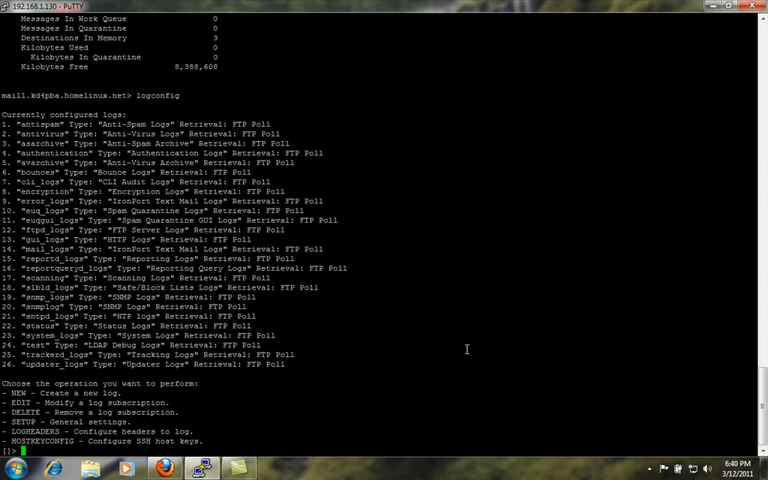 192.168.1.130 - PuTTY
Messages In Work Queue 0
Messages In Quarantine 0
Destinations In Memory 3
Kilobytes Used 0
Kilobytes In Quarantine 0
Kilobytes Free 8,388,608
mail1.kd4pba.homelinux.net> logconfig
Currently configured logs:
1. "antispam" Type: "Anti-Spam Logs" Retrieval: FTP Poll
2. "antivirus" Type: "Anti-Virus Logs" Retrieval: FTP Poll
3. "asarchive" Type: "Anti-Spam Archive" Retrieval: FTP Poll
4. "authentication" Type: "Authentication Logs" Retrieval: FTP Poll
5. "avarchive" Type: "Anti-Virus Archive" Retrieval: FTP Poll
6. "bounces" Type: "Bounce Logs" Retrieval: FTP Poll
7. "cli_logs" Type: "CLI Audit Logs" Retrieval: FTP Poll
8. "encryption" Type: "Encryption Logs" Retrieval: FTP Poll
9. "error_logs" Type: "IronPort Text Mail Logs" Retrieval: FTP Poll
10. "euq_logs" Type: "Spam Quarantine Logs" Retrieval: FTP Poll
11. "euqgui_logs" Type: "Spam Quarantine GUI Logs" Retrieval: FTP Poll
12. "ftpd_logs" Type: "FTP Server Logs" Retrieval: FTP Poll
13. "gui_logs" Type: "HTTP Logs" Retrieval: FTP Poll
14. "mail_logs" Type: "IronPort Text Mail Logs" Retrieval: FTP Poll
15. "reportd_logs" Type: "Reporting Logs" Retrieval: FTP Poll
16. "reportqueryd_logs" Type: "Reporting Query Logs" Retrieval: FTP Poll
17. "scanning" Type: "Scanning Logs" Retrieval: FTP Poll
18. "slbld_logs" Type: "Safe/Block Lists Logs" Retrieval: FTP Poll
19. "snmp_logs" Type: "SNMP Logs" Retrieval: FTP Poll
20. "snmplog" Type: "SNMP Logs" Retrieval: FTP Poll
21. "sntpd_logs" Type: "NTP logs" Retrieval: FTP Poll
22. "status" Type: "Status Logs" Retrieval: FTP Poll
23. "system_logs" Type: "System Logs" Retrieval: FTP Poll
24. "test" Type: "LDAP Debug Logs" Retrieval: FTP Poll
25. "trackerd_logs" Type: "Tracking Logs" Retrieval: FTP Poll
26. "updater_logs" Type: "Updater Logs" Retrieval: FTP Poll
Choose the operation you want to perform:
- NEW - Create a new log.
- EDIT - Modify a log subscription.
- DELETE - Remove a log subscription.
- SETUP - General settings.
- LOGHEADERS - Configure headers to log.
- HOSTKEYCONFIG - Configure SSH host keys.
[]>
6:40 PM
3/12/2011